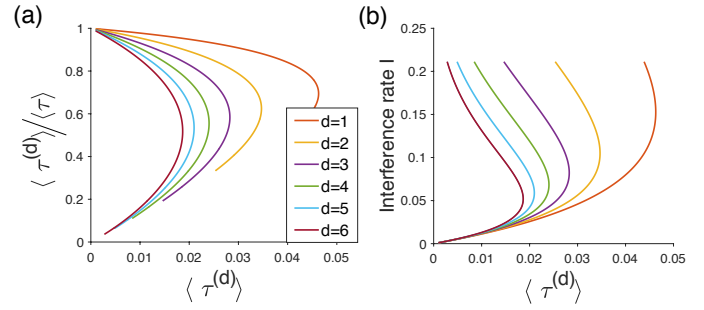 (a)
⟨ τ(d)⟩/⟨τ⟩
1
0.8
0.6
0.4
0.2
0
0 0.01 0.02 0.03 0.04 0.05
⟨ τ(d)⟩
d=1
d=2
d=3
d=4
d=5
d=6
(b)
Interference rate I
0.25
0.2
0.15
0.1
0.05
0
0 0.01 0.02 0.03 0.04 0.05
⟨ τ(d)⟩